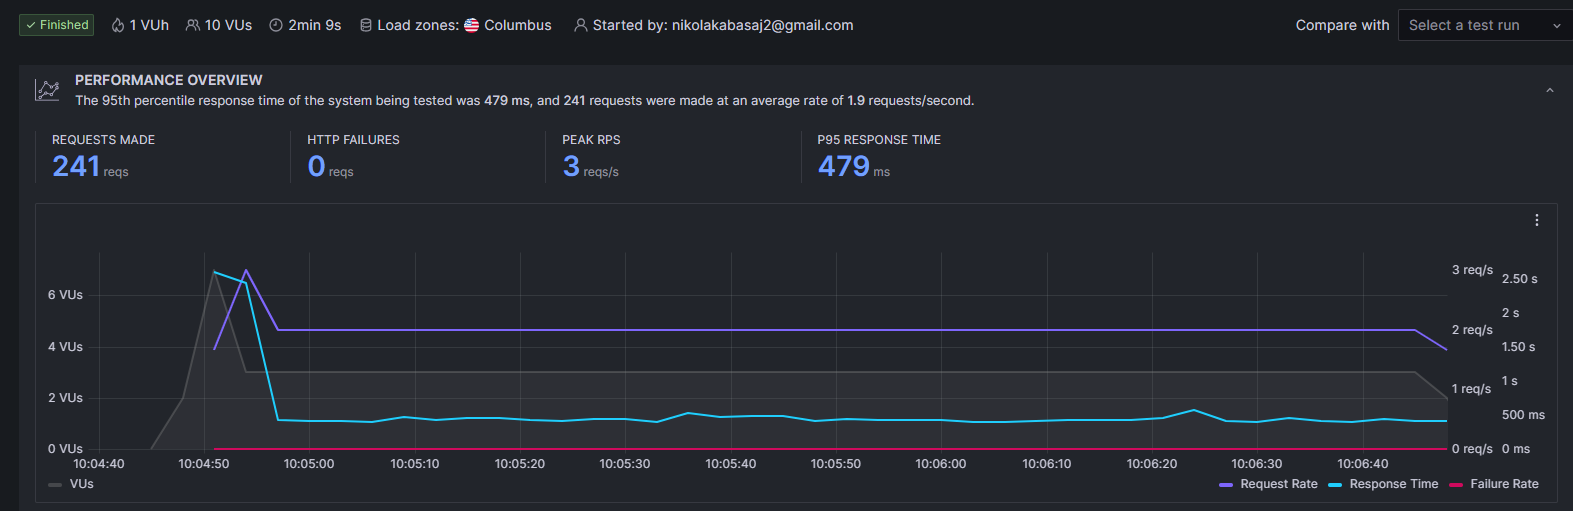 Finished 1 VUh 10 VUs 2min 9s Load zones: Columbus Started by: nikolakabasaj2@gmail.com Compare with Select a test run
PERFORMANCE OVERVIEW
The 95th percentile response time of the system being tested was 479 ms, and 241 requests were made at an average rate of 1.9 requests/second.
REQUESTS MADE HTTP FAILURES PEAK RPS P95 RESPONSE TIME
241 reqs 0 reqs 3 reqs/s 479 ms
3 req/s
2.50 s
6 VUs
2 s
2 req/s
4 VUs 1.50 s
1 s
1 req/s
2 VUs
500 ms
0 VUs 0 req/s 0 ms
10:04:40 10:04:50 10:05:00 10:05:10 10:05:20 10:05:30 10:05:40 10:05:50 10:06:00 10:06:10 10:06:20 10:06:30 10:06:40
VUs Request Rate Response Time Failure Rate